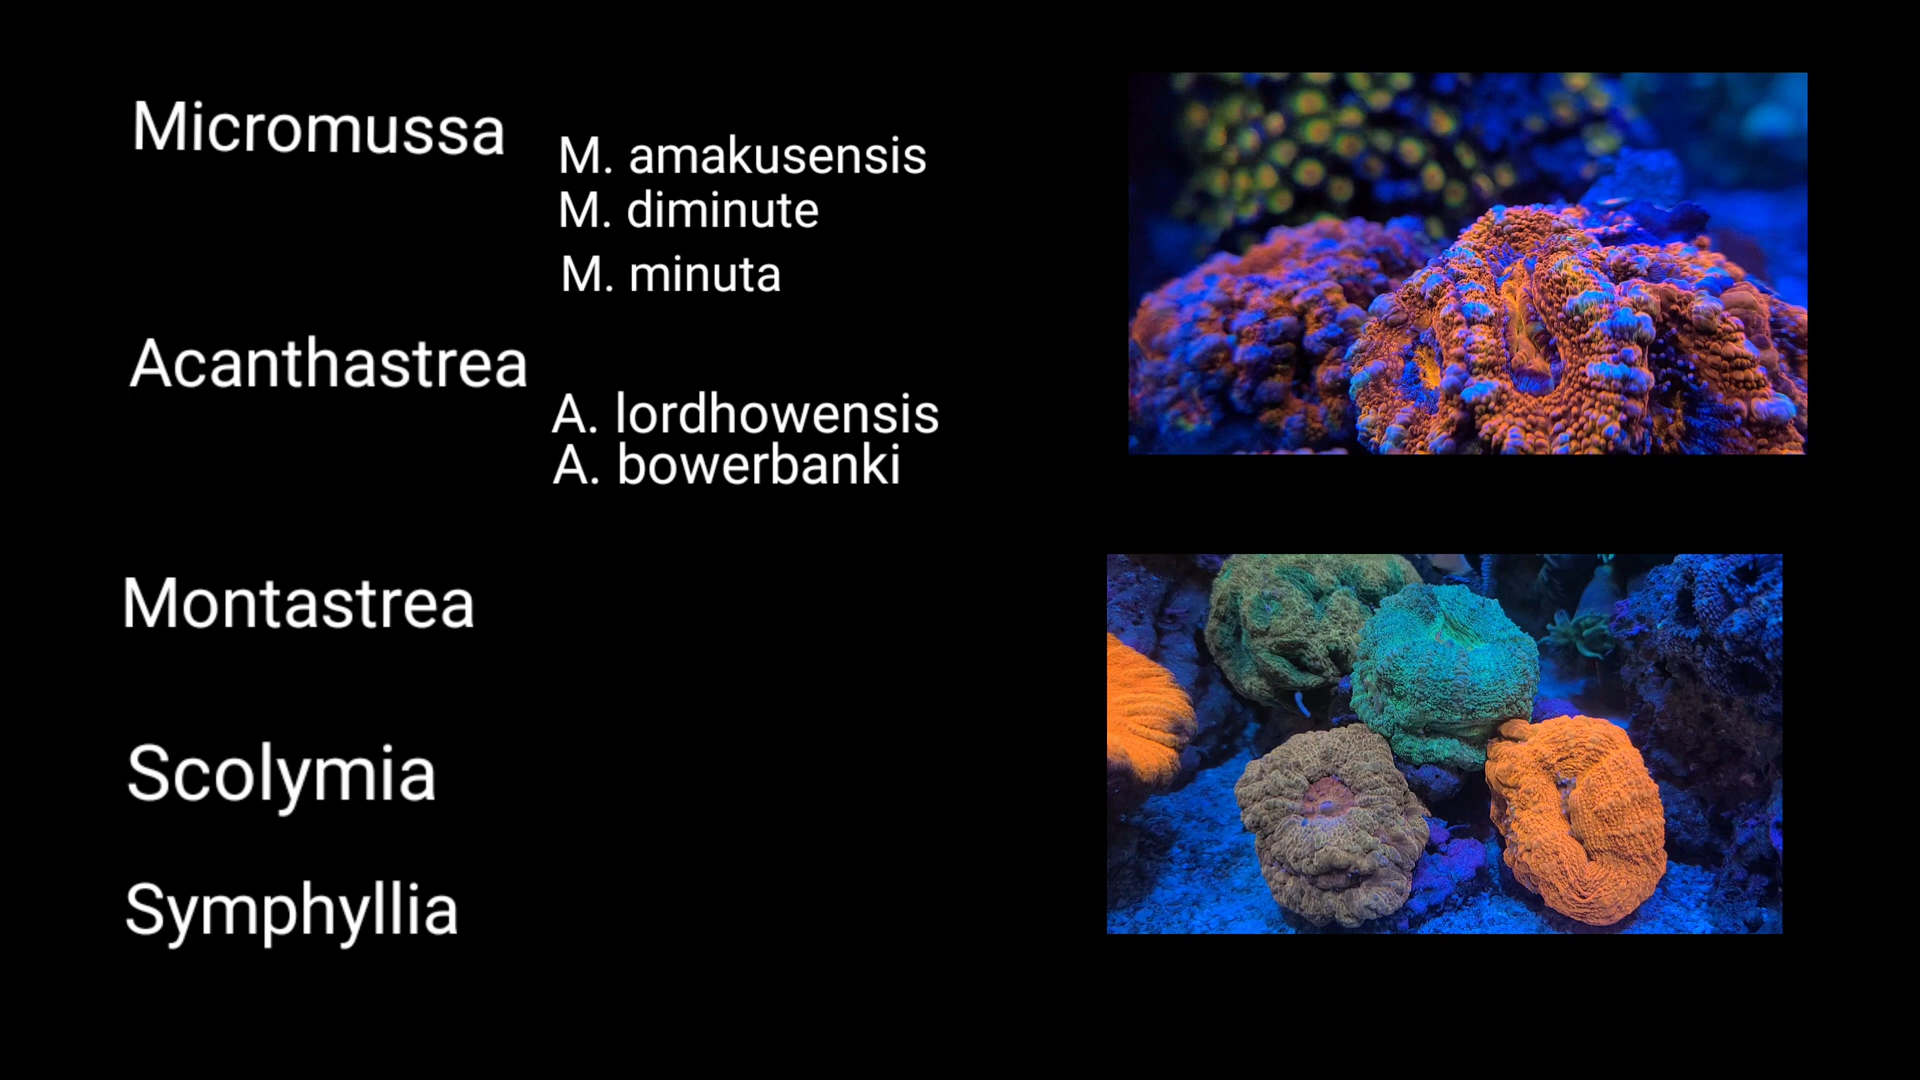 Micromussa
M. amakusensis
M. diminute
M. minuta
Acanthastrea
A. lordhowensis
A. bowerbanki
Montastrea
Scolymia
Symphyllia